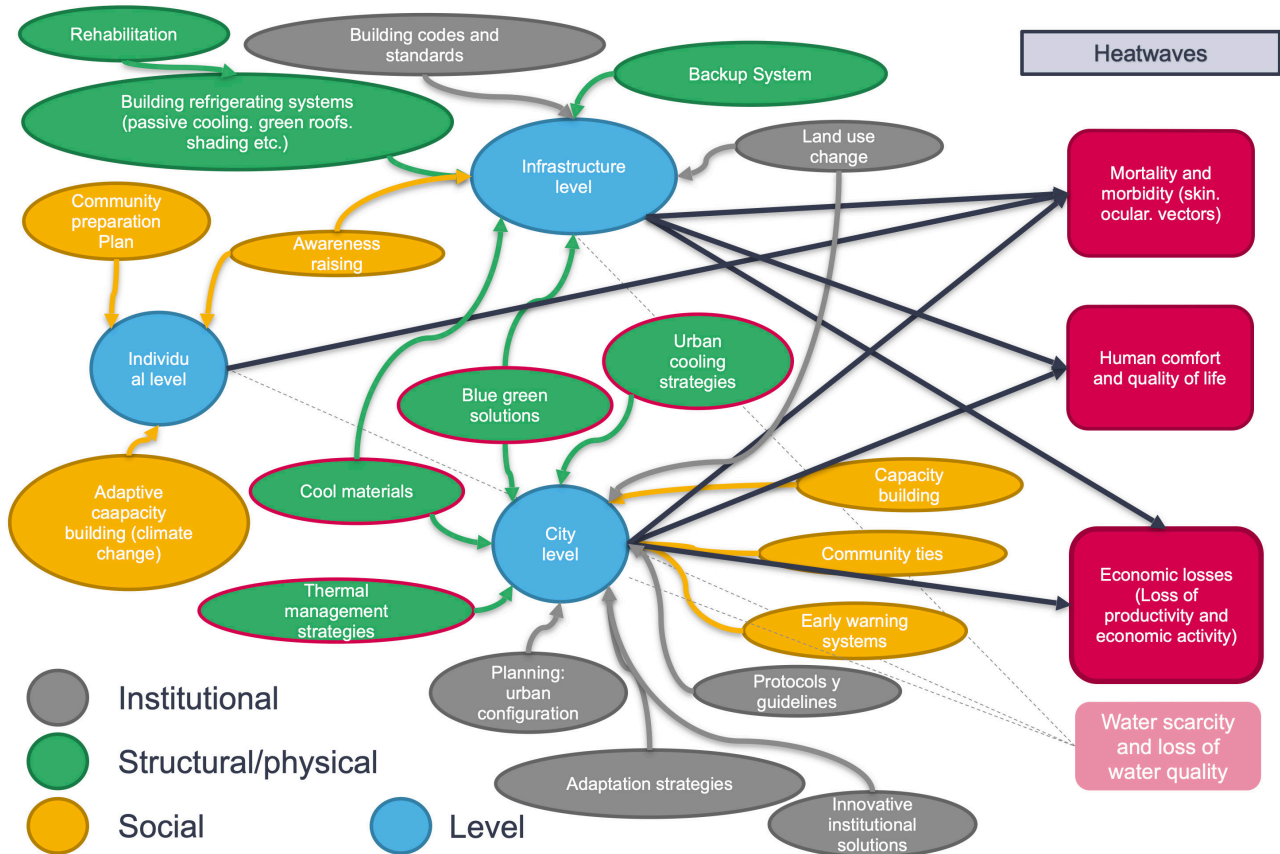 Rehabilitation
Building codes and
standards
Backup System
Heatwaves
Building refrigerating systems
(passive cooling. green roofs.
shading etc.)
Infrastructure
level
Land use
change
Mortality and
morbidity (skin.
ocular. vectors)
Community
preparation
Plan
Awareness
raising
Individu
al level
Urban
cooling
strategies
Blue green
solutions
Human comfort
and quality of life
Adaptive
caapacity
building (climate
change)
Cool materials
City
level
Capacity
building
Community ties
Early warning
systems
Thermal
management
strategies
Economic losses
(Loss of
productivity and
economic activity)
Planning:
urban
configuration
Protocols y
guidelines
Adaptation strategies
Innovative
institutional
solutions
Water scarcity
and loss of
water quality
Institutional
Structural/physical
Social
Level